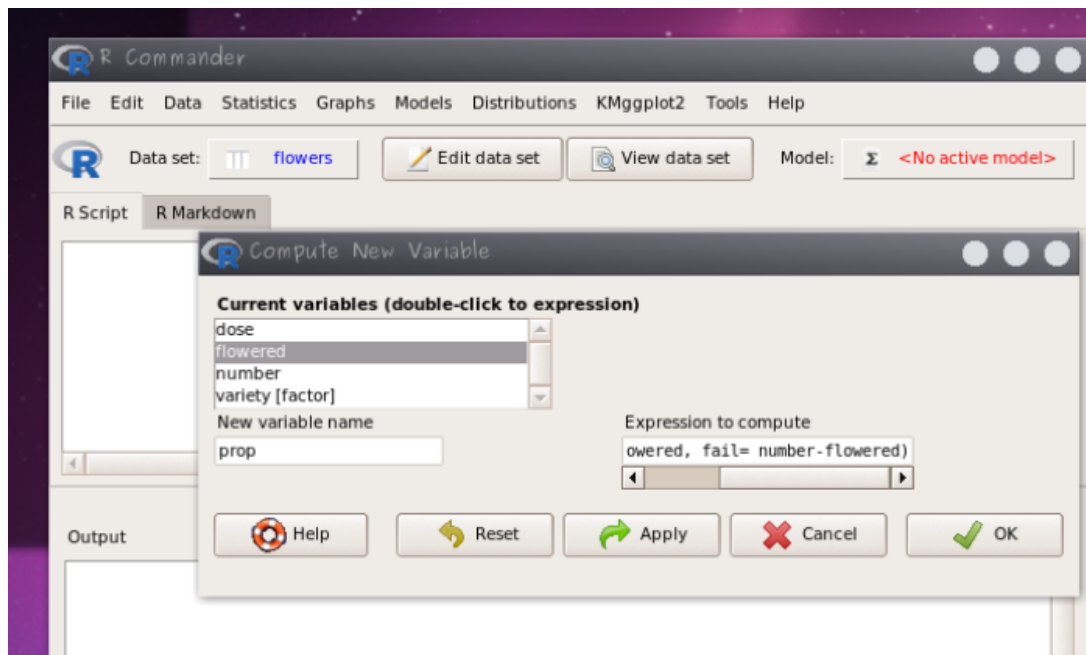 R Commander
File Edit Data Statistics Graphs Models Distributions KMggplot2 Tools Help
R Data set: flowers Edit data set View data set Model: Σ <No active model>
R Script R Markdown
R Compute New Variable
Current variables (double-click to expression)
dose
flowered
number
variety [factor]
New variable name Expression to compute
prop owered, fail= number-flowered)
Help Reset Apply Cancel OK
Output